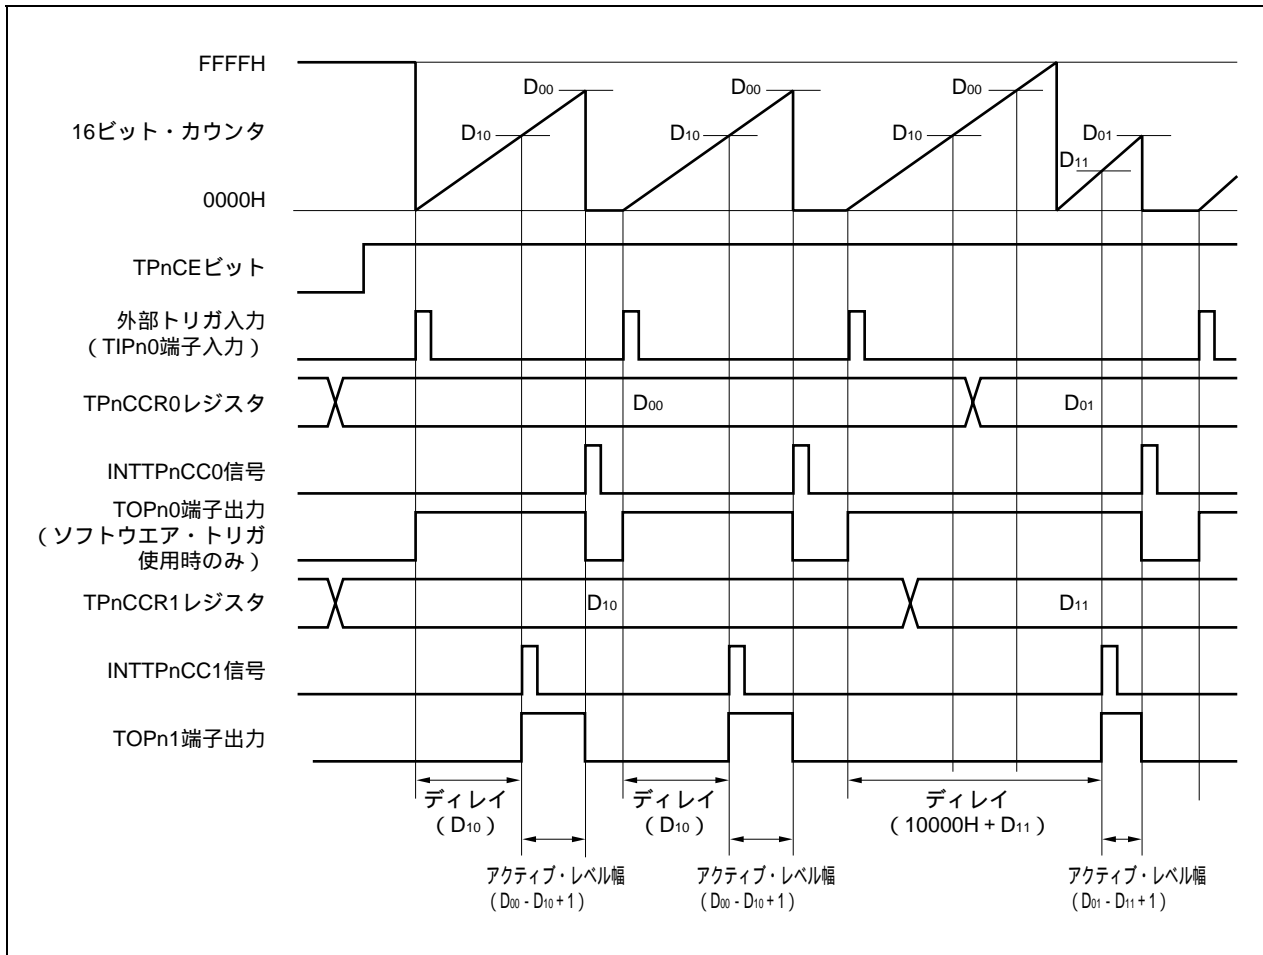 FFFFH
D00
D00
D00
16ビット・カウンタ
D10
D10
D10
D01
D11
0000H
TPnCEビット
外部トリガ入力
(TIPn0端子入力)
TPnCCR0レジスタ
D00
D01
INTTPnCC0信号
TOPn0端子出力
(ソフトウエア・トリガ
使用時のみ)
TPnCCR1レジスタ
D10
D11
INTTPnCC1信号
TOPn1端子出力
ディレイ
(D10)
ディレイ
(D10)
ディレイ
(10000H + D11)
アクティブ・レベル幅
(D00 - D10 + 1)
アクティブ・レベル幅
(D00 - D10 + 1)
アクティブ・レベル幅
(D01 - D11 + 1)